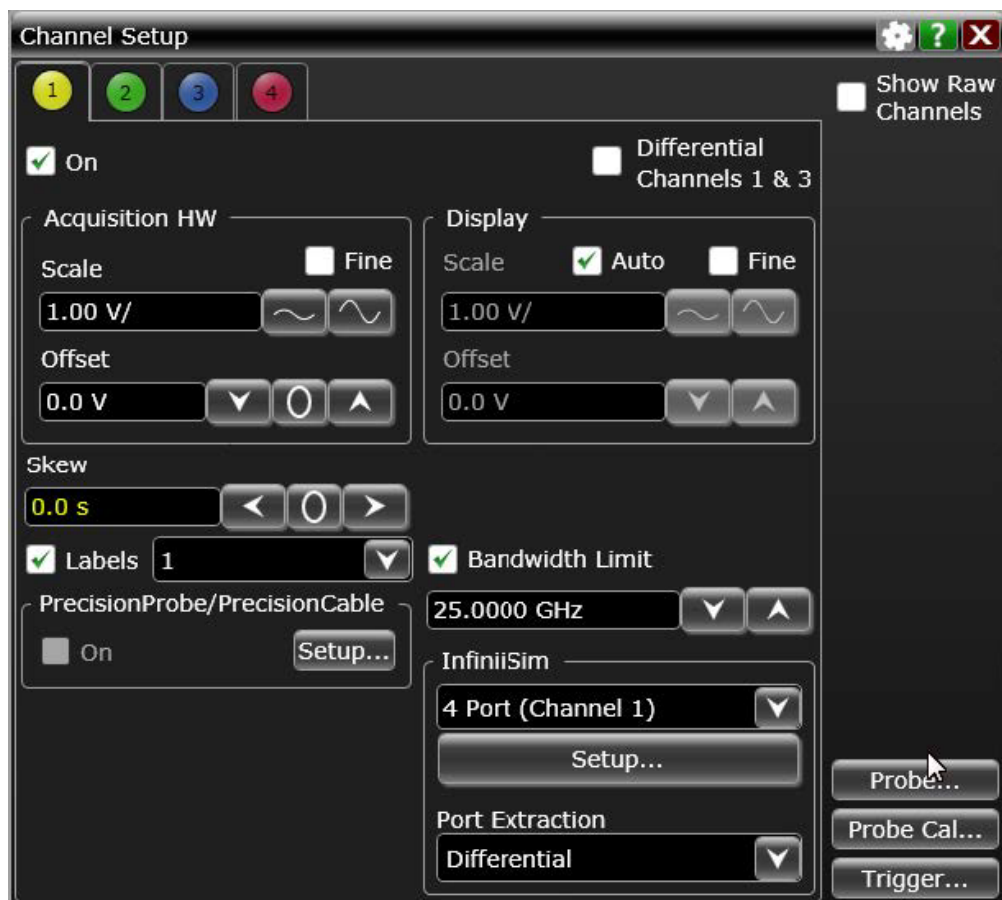 Channel Setup
?
X
1 2 3 4
Show Raw
Channels
On
Differential
Channels 1 & 3
Acquisition HW
Display
Scale
Fine
Scale
Auto
Fine
1.00 V/
1.00 V/
Offset
Offset
0.0 V
0
0.0 V
Skew
0.0 s
0
Labels
1
Bandwidth Limit
PrecisionProbe/PrecisionCable
25.0000 GHz
On
Setup...
InfiniiSim
4 Port (Channel 1)
Setup...
Probe...
Port Extraction
Probe Cal...
Differential
Trigger...